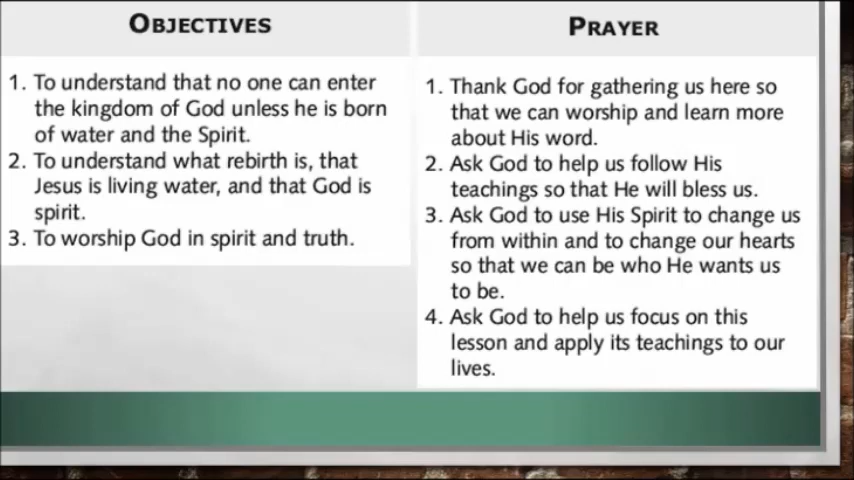 OBJECTIVES
1. To understand that no one can enter
the kingdom of God unless he is born
of water and the Spirit.
2. To understand what rebirth is, that
Jesus is living water, and that God is
spirit.
3. To worship God in spirit and truth.
PRAYER
1. Thank God for gathering us here so
that we can worship and learn more
about His word.
2. Ask God to help us follow His
teachings so that He will bless us.
3. Ask God to use His Spirit to change us
from within and to change our hearts
so that we can be who He wants us
to be.
4. Ask God to help us focus on this
lesson and apply its teachings to our
lives.